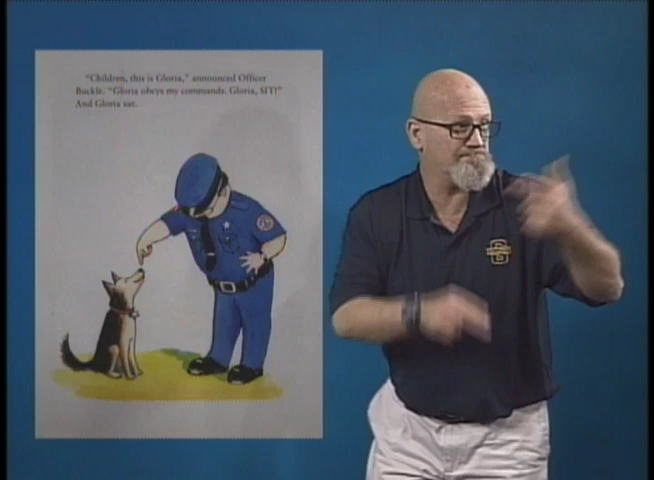 "Children, this is Gloria," announced Officer
Buckle. "Gloria obeys my commands. Gloria, SIT!"
And Gloria sat.